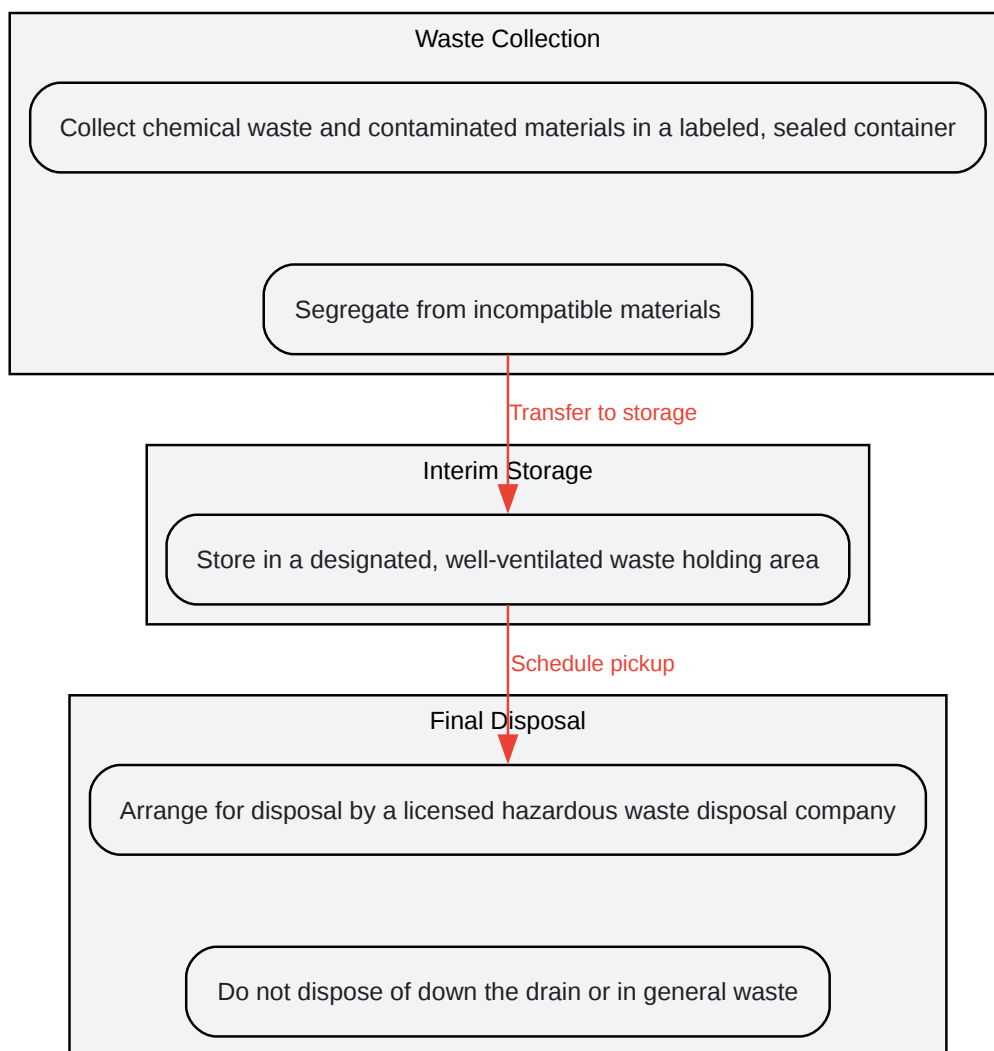 Waste Collection
Collect chemical waste and contaminated materials in a labeled, sealed container
Segregate from incompatible materials
Transfer to storage
Interim Storage
Store in a designated, well-ventilated waste holding area
Schedule pickup
Final Disposal
Arrange for disposal by a licensed hazardous waste disposal company
Do not dispose of down the drain or in general waste